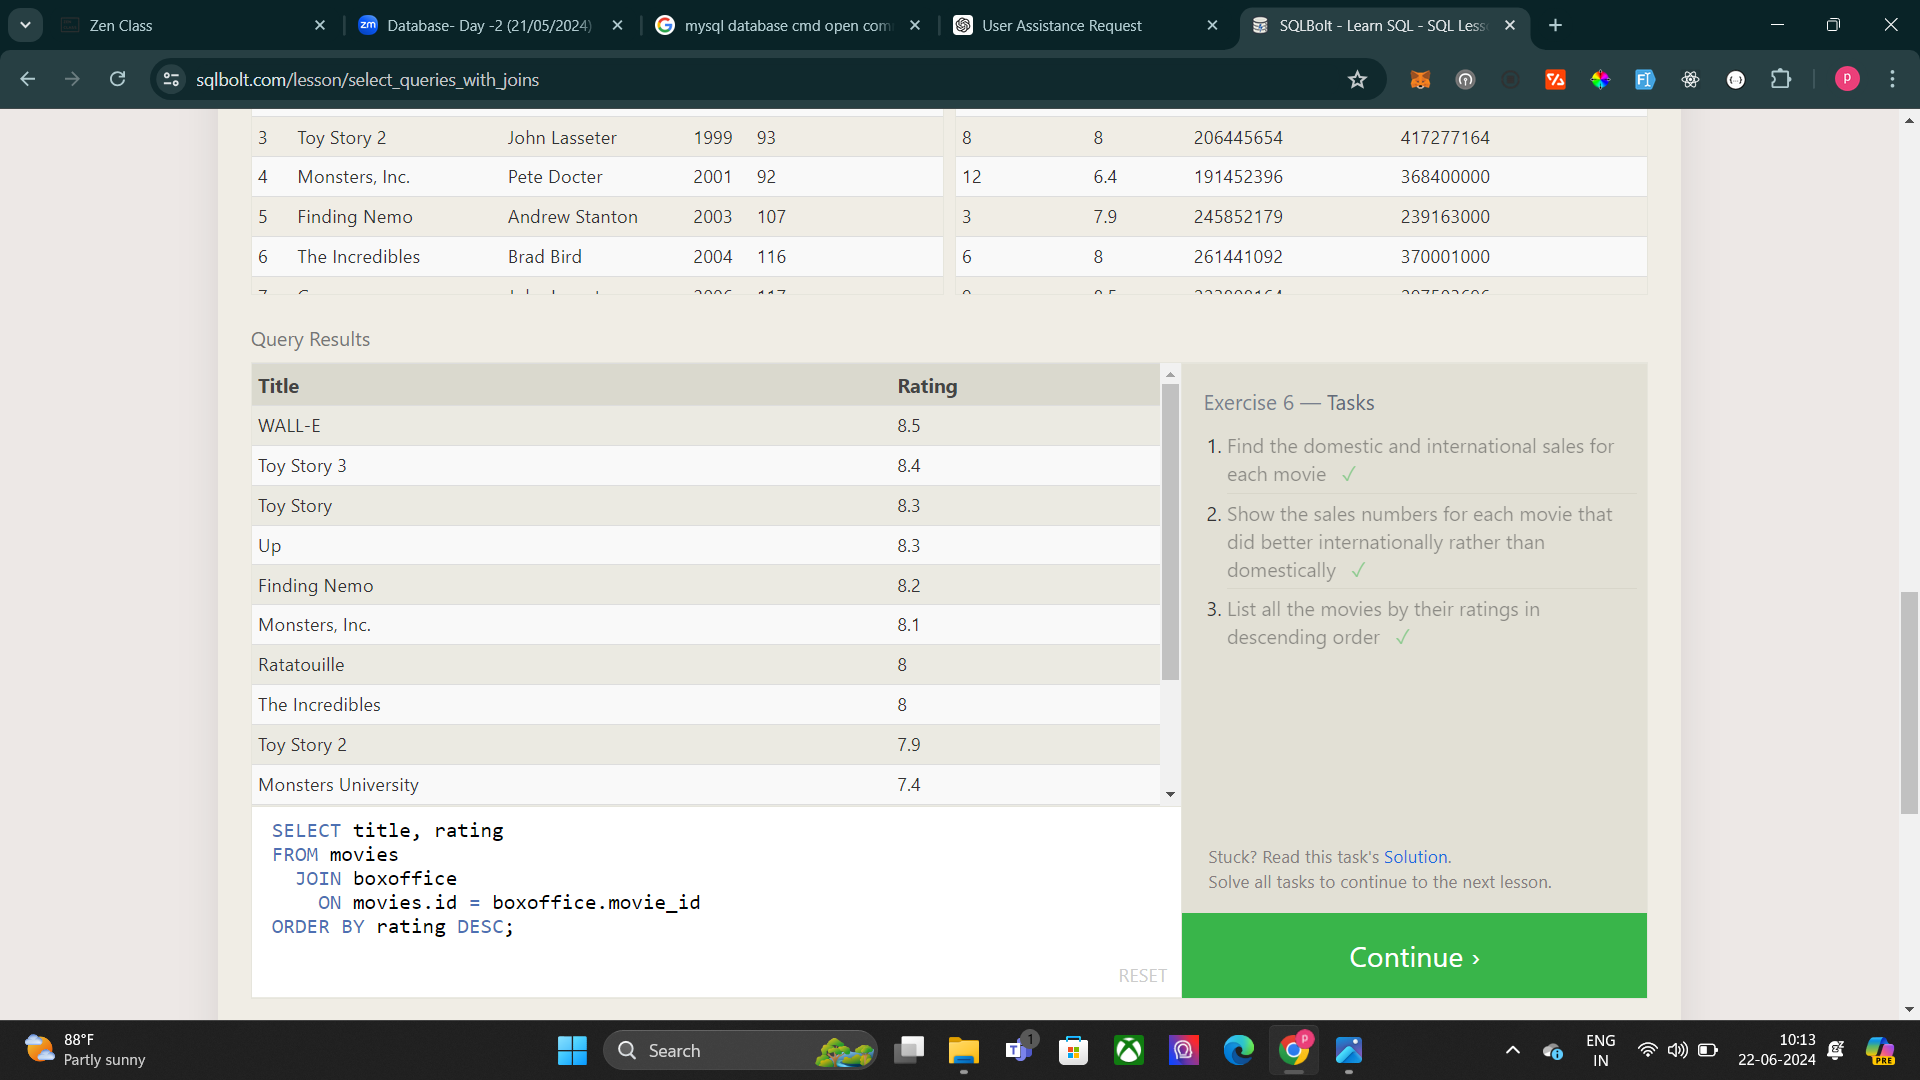 Zen Class
Database- Day -2 (21/05/2024)
mysql database cmd open com
User Assistance Request
SQLBolt - Learn SQL - SQL Less
sqlbolt.com/lesson/select_queries_with_joins
3 Toy Story 2 John Lasseter 1999 93 8 8 206445654 417277164
4 Monsters, Inc. Pete Docter 2001 92 12 6.4 191452396 368400000
5 Finding Nemo Andrew Stanton 2003 107 3 7.9 245852179 239163000
6 The Incredibles Brad Bird 2004 116 6 8 261441092 370001000
Query Results
Title Rating
WALL-E 8.5
Toy Story 3 8.4
Toy Story 8.3
Up 8.3
Finding Nemo 8.2
Monsters, Inc. 8.1
Ratatouille 8
The Incredibles 8
Toy Story 2 7.9
Monsters University 7.4
SELECT title, rating
FROM movies
JOIN boxoffice
ON movies.id = boxoffice.movie_id
ORDER BY rating DESC;
RESET
Exercise 6 — Tasks
1. Find the domestic and international sales for
each movie ✓
2. Show the sales numbers for each movie that
did better internationally rather than
domestically ✓
3. List all the movies by their ratings in
descending order ✓
Stuck? Read this task's Solution.
Solve all tasks to continue to the next lesson.
Continue ›
88°F
Partly sunny
Search
1
ENG
IN
10:13
22-06-2024